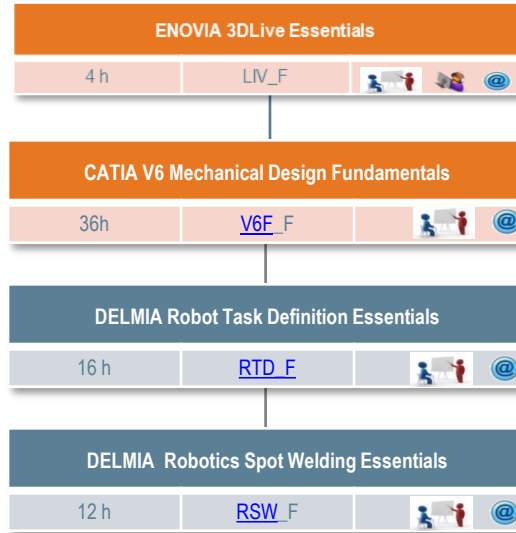 ENOVIA 3DLive Essentials
4 h LIV_F
CATIA V6 Mechanical Design Fundamentals
36h V6F_F
DELMIA Robot Task Definition Essentials
16 h RTD_F
DELMIA Robotics Spot Welding Essentials
12 h RSW_F